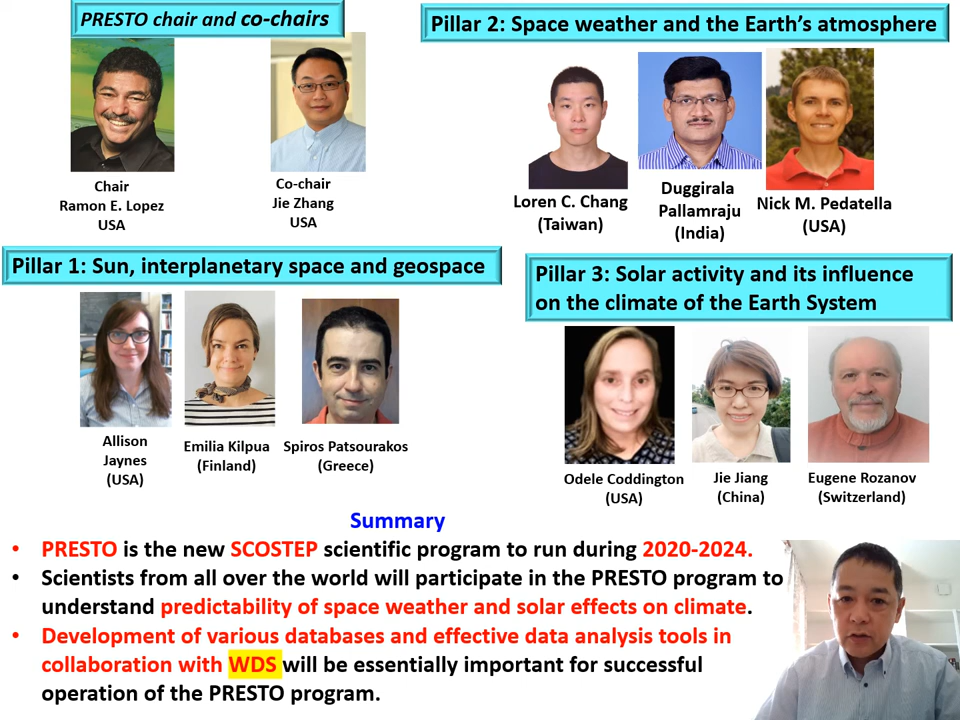 PRESTO chair and co-chairs
Chair
Ramon E. Lopez
USA
Co-chair
Jie Zhang
USA
Pillar 2: Space weather and the Earth's atmosphere
Loren C. Chang
(Taiwan)
Duggirala
Pallamraju
(India)
Nick M. Pedatella
(USA)
Pillar 1: Sun, interplanetary space and geospace
Allison
Jaynes
(USA)
Emilia Kilpua
(Finland)
Spiros Patsourakos
(Greece)
Pillar 3: Solar activity and its influence
on the climate of the Earth System
Odele Coddington
(USA)
Jie Jiang
(China)
Eugene Rozanov
(Switzerland)
Summary
• PRESTO is the new SCOSTEP scientific program to run during 2020-2024.
• Scientists from all over the world will participate in the PRESTO program to
understand predictability of space weather and solar effects on climate.
• Development of various databases and effective data analysis tools in
collaboration with WDS will be essentially important for successful
operation of the PRESTO program.